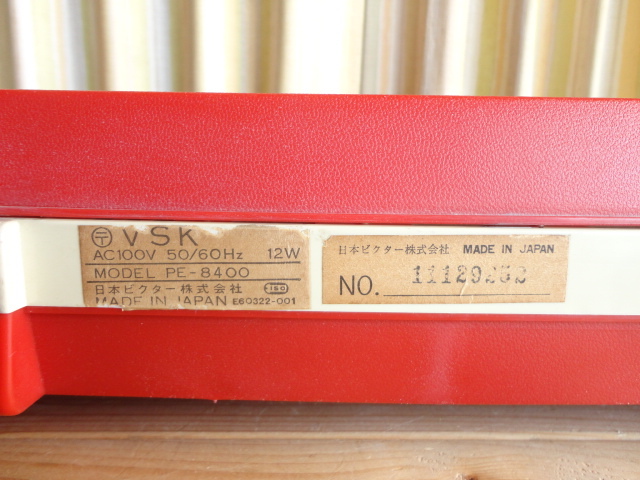 〒 VSK
AC100V 50/60Hz 12W
MODEL PE-8400
日本ビクター株式会社
MADE IN JAPAN E60322-001
日本ビクター株式会社 MADE IN JAPAN
NO. 11129252